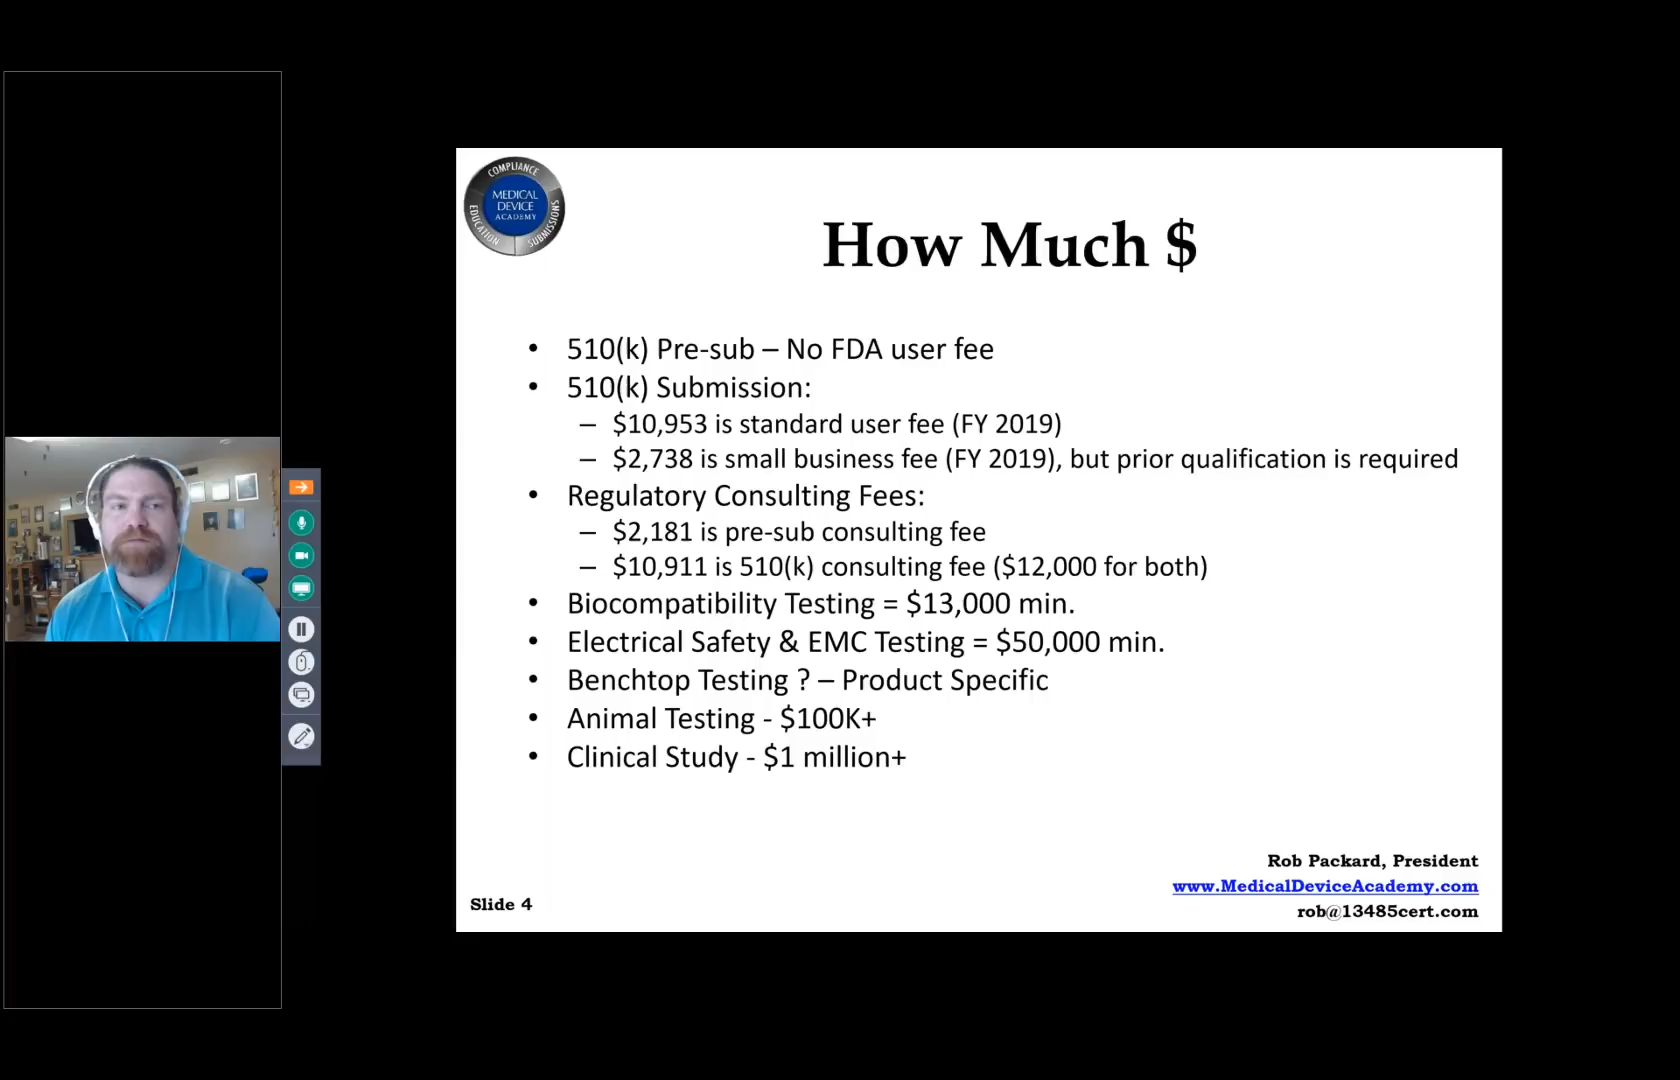 COMPLIANCE
MEDICAL
DEVICE
ACADEMY
EDUCATION
SUBMISSIONS
How Much $
• 510(k) Pre-sub – No FDA user fee
• 510(k) Submission:
– $10,953 is standard user fee (FY 2019)
– $2,738 is small business fee (FY 2019), but prior qualification is required
• Regulatory Consulting Fees:
– $2,181 is pre-sub consulting fee
– $10,911 is 510(k) consulting fee ($12,000 for both)
• Biocompatibility Testing = $13,000 min.
• Electrical Safety & EMC Testing = $50,000 min.
• Benchtop Testing ? – Product Specific
• Animal Testing - $100K+
• Clinical Study - $1 million+
Rob Packard, President
www.MedicalDeviceAcademy.com
rob@13485cert.com
Slide 4